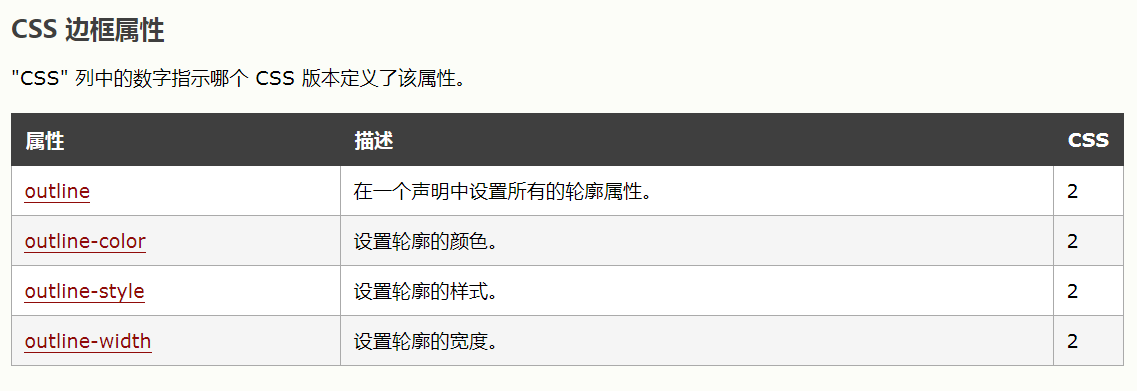 CSS 边框属性
"CSS" 列中的数字指示哪个 CSS 版本定义了该属性。
属性 描述 CSS
outline 在一个声明中设置所有的轮廓属性。 2
outline-color 设置轮廓的颜色。 2
outline-style 设置轮廓的样式。 2
outline-width 设置轮廓的宽度。 2